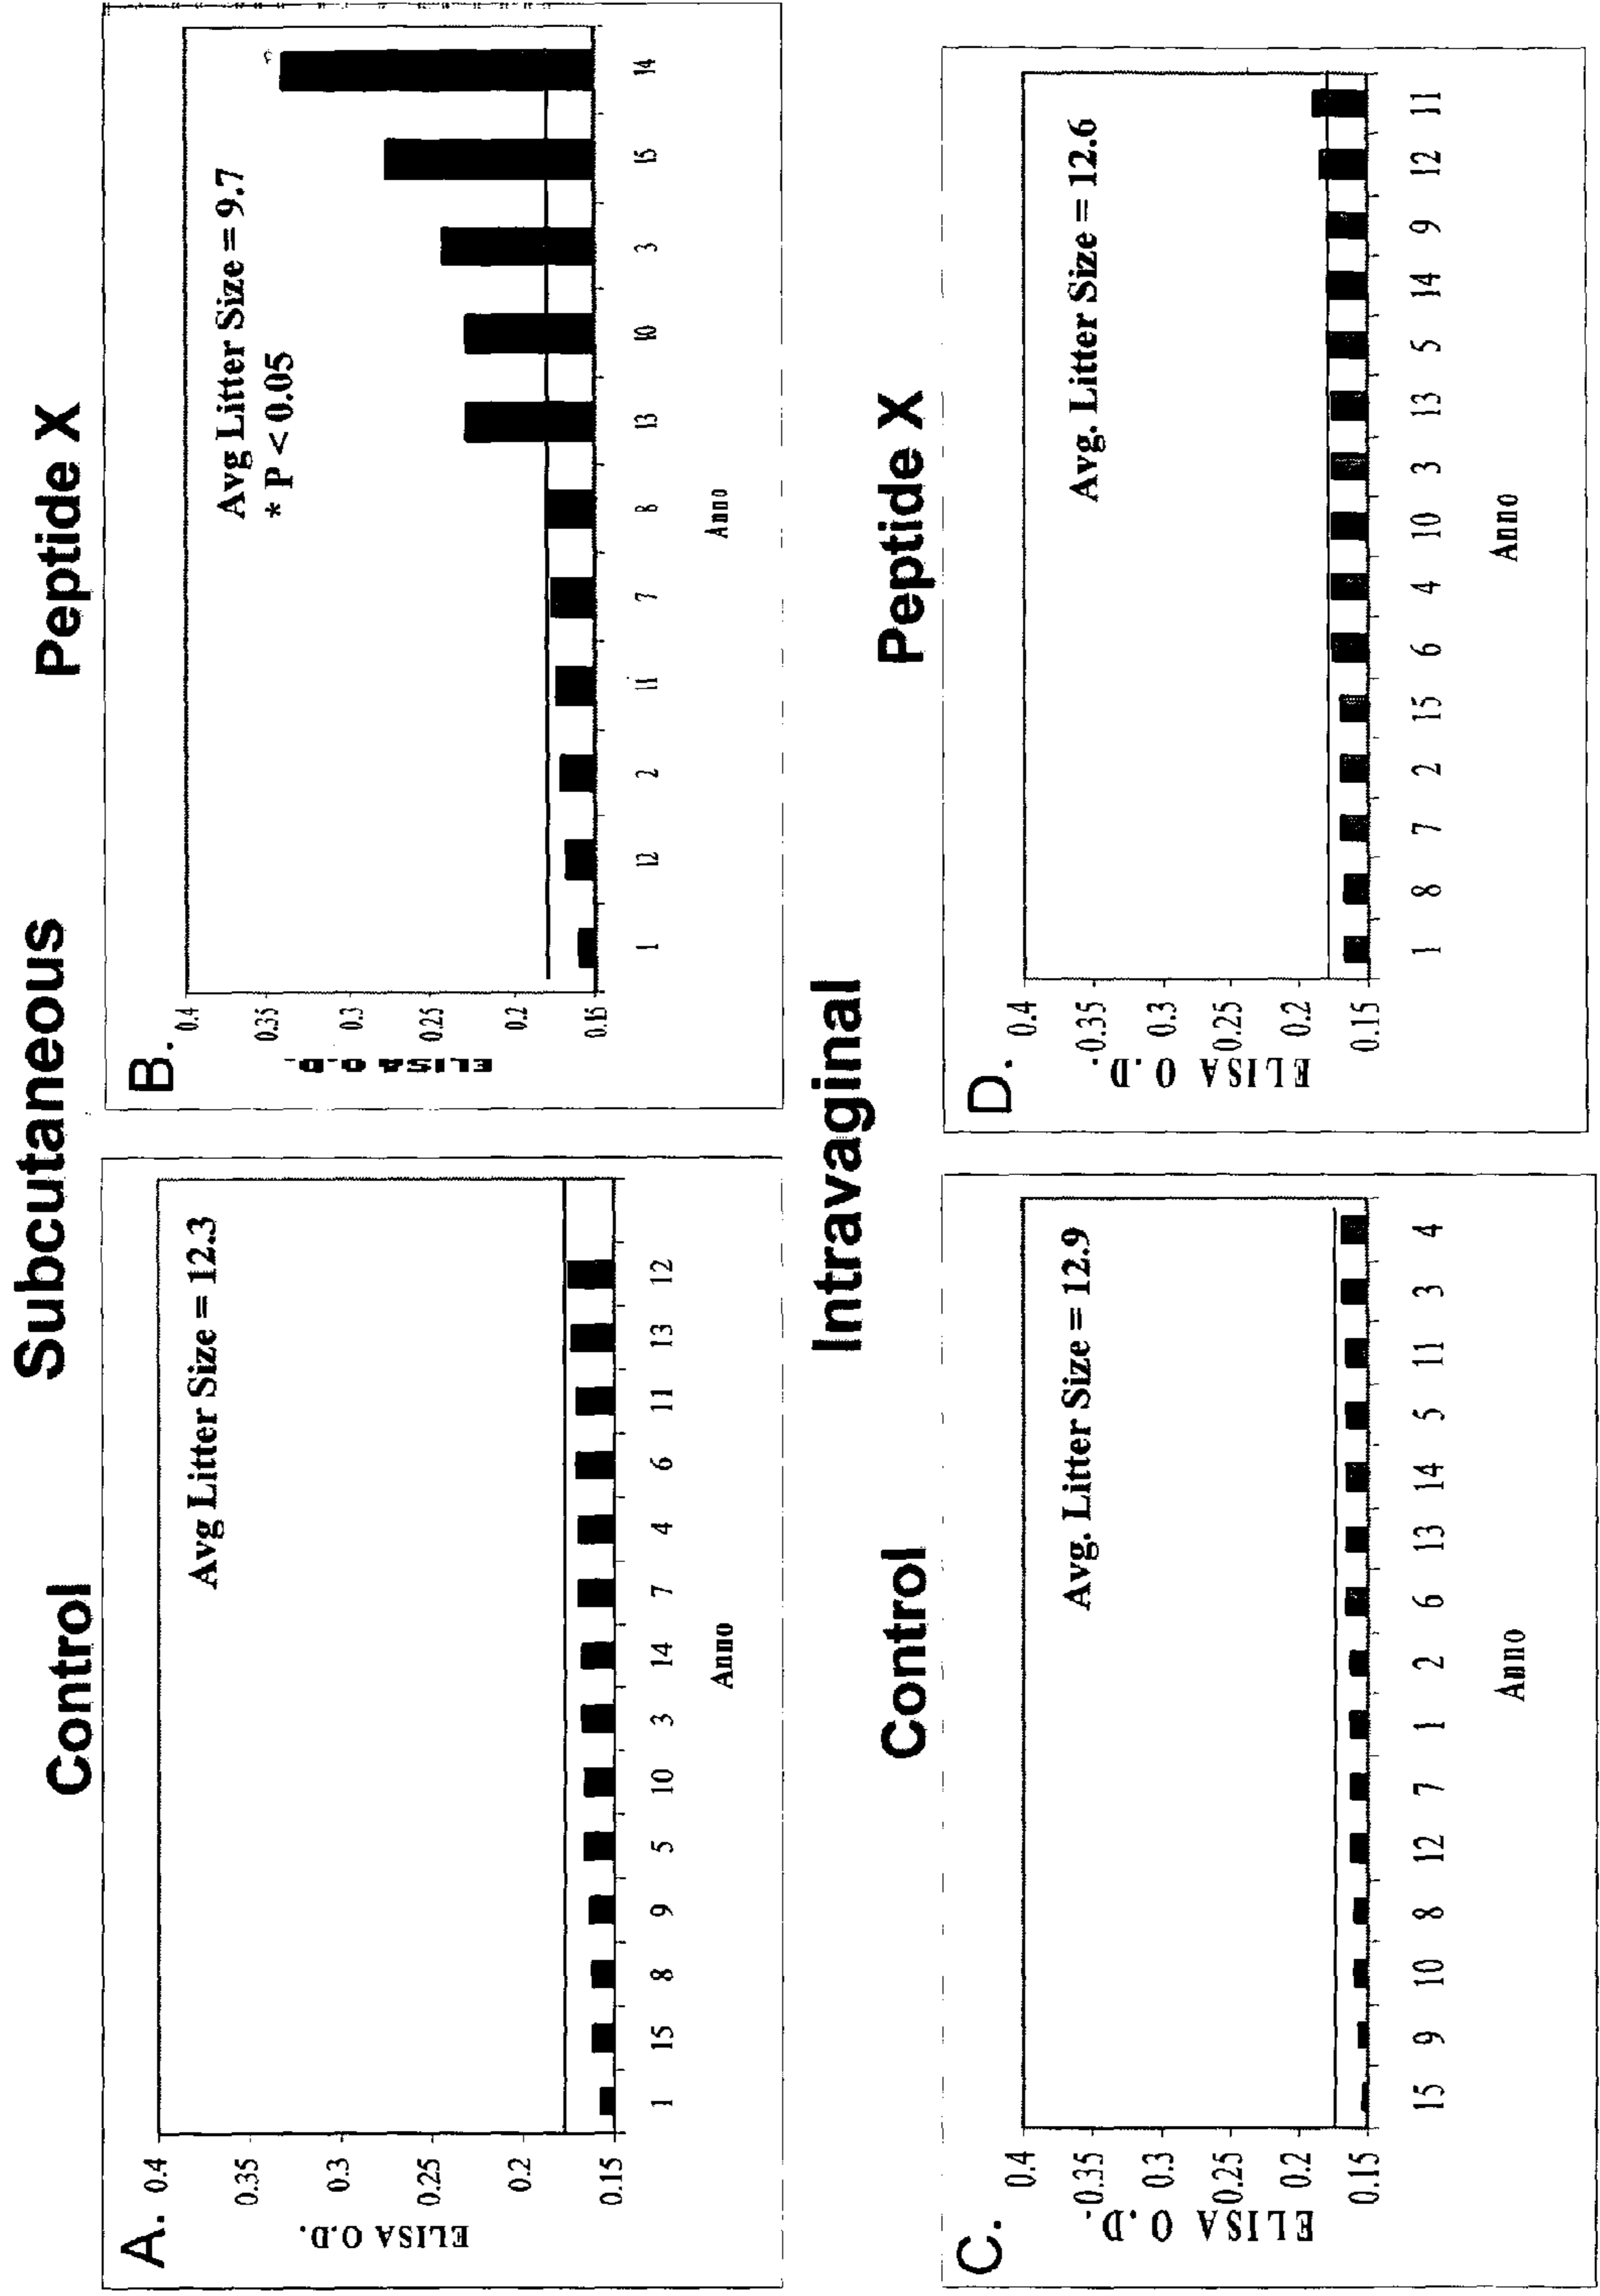 Subcutaneous
Control
Peptide X
A.
Avg Litter Size = 12.3
ELISA O.D.
0.4
0.35
0.3
0.25
0.2
0.15
1 15 8 9 5 10 3 14 7 4 6 11 13 12
Anno
B.
Avg Litter Size = 9.7
* P < 0.05
ELISA O.D.
0.4
0.35
0.3
0.25
0.2
0.15
1 12 2 11 7 8 13 10 3 15 14
Anno
Intravaginal
Control
Peptide X
C.
Avg. Litter Size = 12.9
ELISA O.D.
0.4
0.35
0.3
0.25
0.2
0.15
15 9 10 8 12 7 1 2 6 13 14 5 11 3 4
Anno
D.
Avg. Litter Size = 12.6
ELISA O.D.
0.4
0.35
0.3
0.25
0.2
0.15
1 8 7 2 15 6 4 10 3 13 5 14 9 12 11
Anno